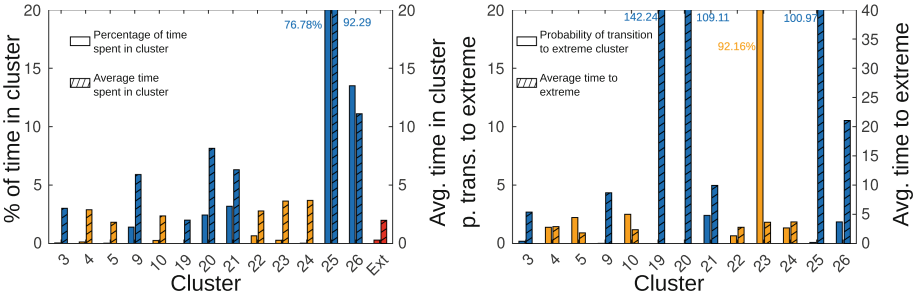 20
15
10
5
0
% of time in cluster
Percentage of time
spent in cluster
Average time
spent in cluster
76.78%
92.29
20
15
10
5
0
Avg. time in cluster
3 4 5 9 10 19 20 21 22 23 24 25 26 Ext
Cluster
20
15
10
5
0
p. trans. to extreme
142.24
109.11
100.97
92.16%
Probability of transition
to extreme cluster
Average time to
extreme
40
35
30
25
20
15
10
5
0
Avg. time to extreme
3 4 5 9 10 19 20 21 22 23 24 25 26
Cluster